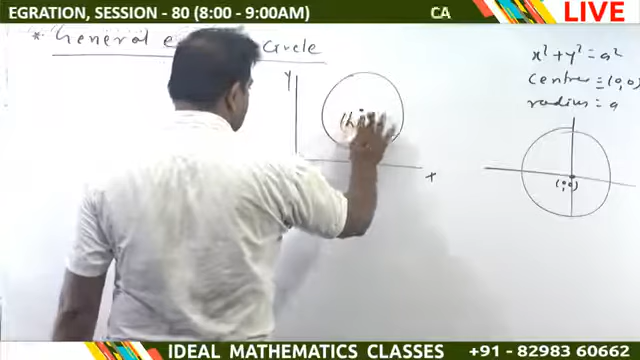 EGRATION, SESSION - 80 (8:00 - 9:00AM)
CA
LIVE
* General e
Circle
x² + y² = a²
Centre = (0,0)
radius = a
Y
(h
x
(0,0)
IDEAL MATHEMATICS CLASSES
+91 - 82983 60662